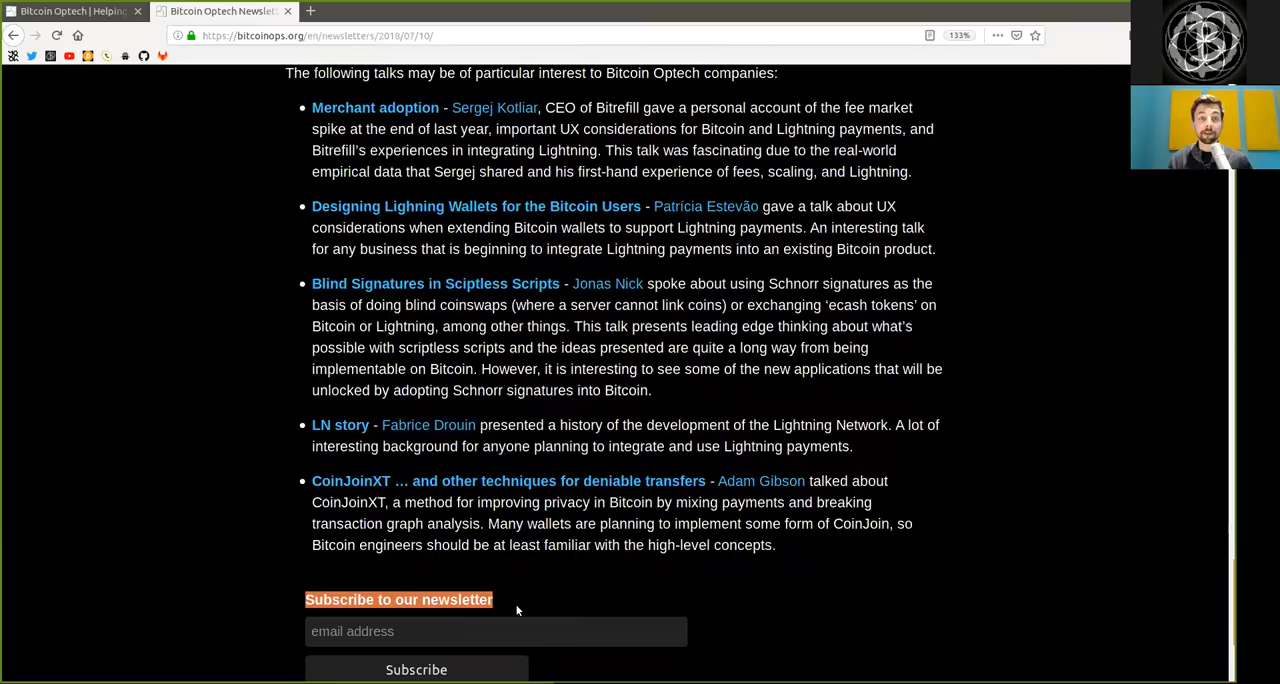 Bitcoin Optech | Helping
Bitcoin Optech Newslett
https://bitcoinops.org/en/newsletters/2018/07/10/
133%
The following talks may be of particular interest to Bitcoin Optech companies:
Merchant adoption - Sergej Kotliar, CEO of Bitrefill gave a personal account of the fee market
spike at the end of last year, important UX considerations for Bitcoin and Lightning payments, and
Bitrefill's experiences in integrating Lightning. This talk was fascinating due to the real-world
empirical data that Sergej shared and his first-hand experience of fees, scaling, and Lightning.
Designing Lighning Wallets for the Bitcoin Users - Patrícia Estevão gave a talk about UX
considerations when extending Bitcoin wallets to support Lightning payments. An interesting talk
for any business that is beginning to integrate Lightning payments into an existing Bitcoin product.
Blind Signatures in Sciptless Scripts - Jonas Nick spoke about using Schnorr signatures as the
basis of doing blind coinswaps (where a server cannot link coins) or exchanging ‘ecash tokens’ on
Bitcoin or Lightning, among other things. This talk presents leading edge thinking about what’s
possible with scriptless scripts and the ideas presented are quite a long way from being
implementable on Bitcoin. However, it is interesting to see some of the new applications that will be
unlocked by adopting Schnorr signatures into Bitcoin.
LN story - Fabrice Drouin presented a history of the development of the Lightning Network. A lot of
interesting background for anyone planning to integrate and use Lightning payments.
CoinJoinXT … and other techniques for deniable transfers - Adam Gibson talked about
CoinJoinXT, a method for improving privacy in Bitcoin by mixing payments and breaking
transaction graph analysis. Many wallets are planning to implement some form of CoinJoin, so
Bitcoin engineers should be at least familiar with the high-level concepts.
Subscribe to our newsletter
email address
Subscribe